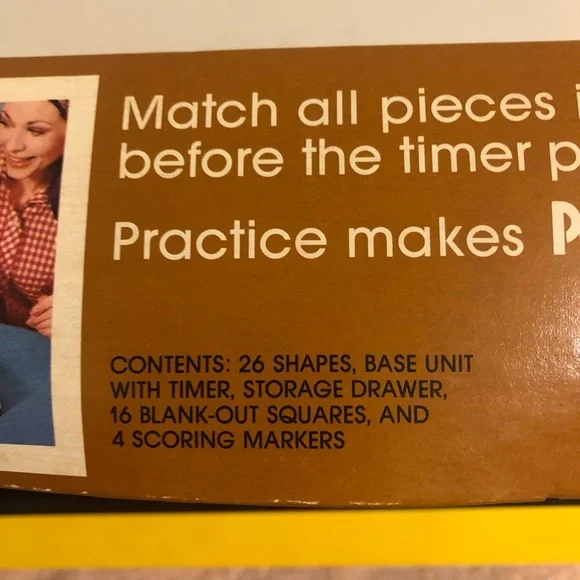 Match all pieces
before the timer
Practice makes
CONTENTS: 26 SHAPES, BASE UNIT
WITH TIMER, STORAGE DRAWER,
16 BLANK-OUT SQUARES, AND
4 SCORING MARKERS